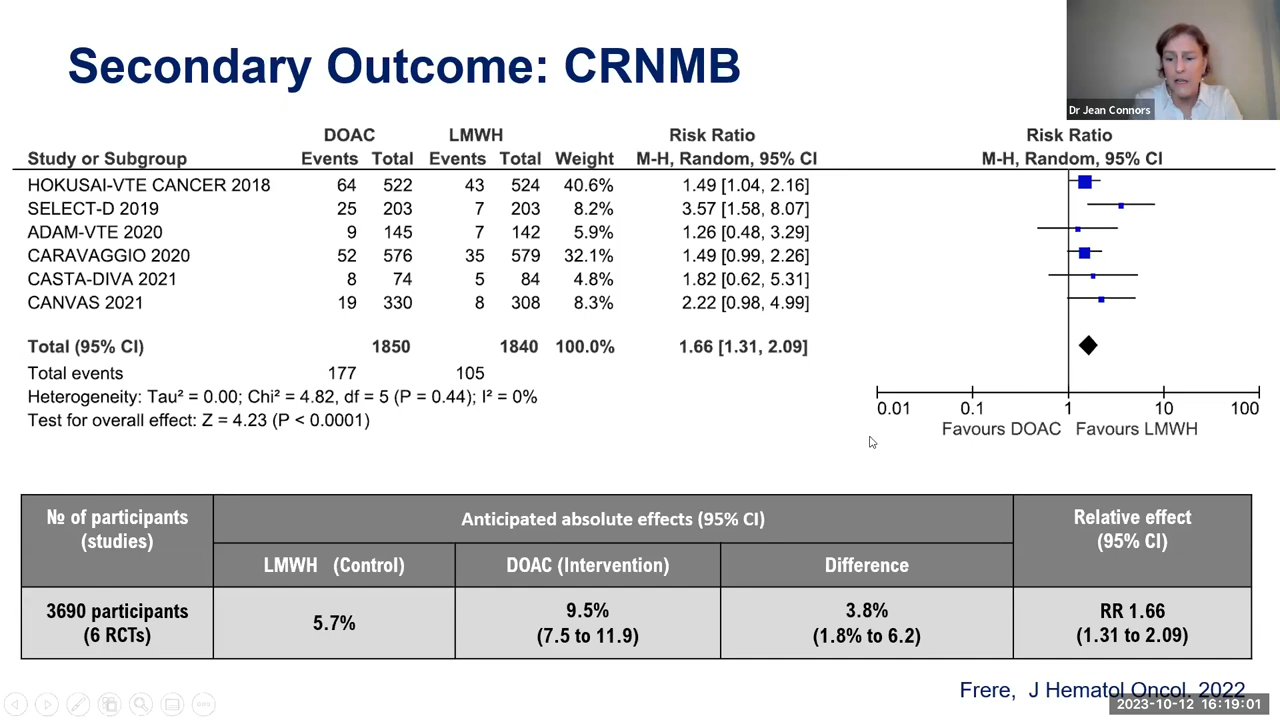 Secondary Outcome: CRNMB
Dr Jean Connors
DOAC LMWH Risk Ratio Risk Ratio
Study or Subgroup Events Total Events Total Weight M-H, Random, 95% CI M-H, Random, 95% CI
HOKUSAI-VTE CANCER 2018 64 522 43 524 40.6% 1.49 [1.04, 2.16]
SELECT-D 2019 25 203 7 203 8.2% 3.57 [1.58, 8.07]
ADAM-VTE 2020 9 145 7 142 5.9% 1.26 [0.48, 3.29]
CARAVAGGIO 2020 52 576 35 579 32.1% 1.49 [0.99, 2.26]
CASTA-DIVA 2021 8 74 5 84 4.8% 1.82 [0.62, 5.31]
CANVAS 2021 19 330 8 308 8.3% 2.22 [0.98, 4.99]
Total (95% CI) 1850 1840 100.0% 1.66 [1.31, 2.09]
Total events 177 105
Heterogeneity: Tau² = 0.00; Chi² = 4.82, df = 5 (P = 0.44); I² = 0%
Test for overall effect: Z = 4.23 (P < 0.0001)
0.01 0.1 1 10 100
Favours DOAC Favours LMWH
№ of participants
(studies)
Anticipated absolute effects (95% CI)
Relative effect
(95% CI)
LMWH (Control) DOAC (Intervention) Difference
3690 participants
(6 RCTs)
5.7%
9.5%
(7.5 to 11.9)
3.8%
(1.8% to 6.2)
RR 1.66
(1.31 to 2.09)
Frere, J Hematol Oncol. 2022
2023-10-12 16:19:01